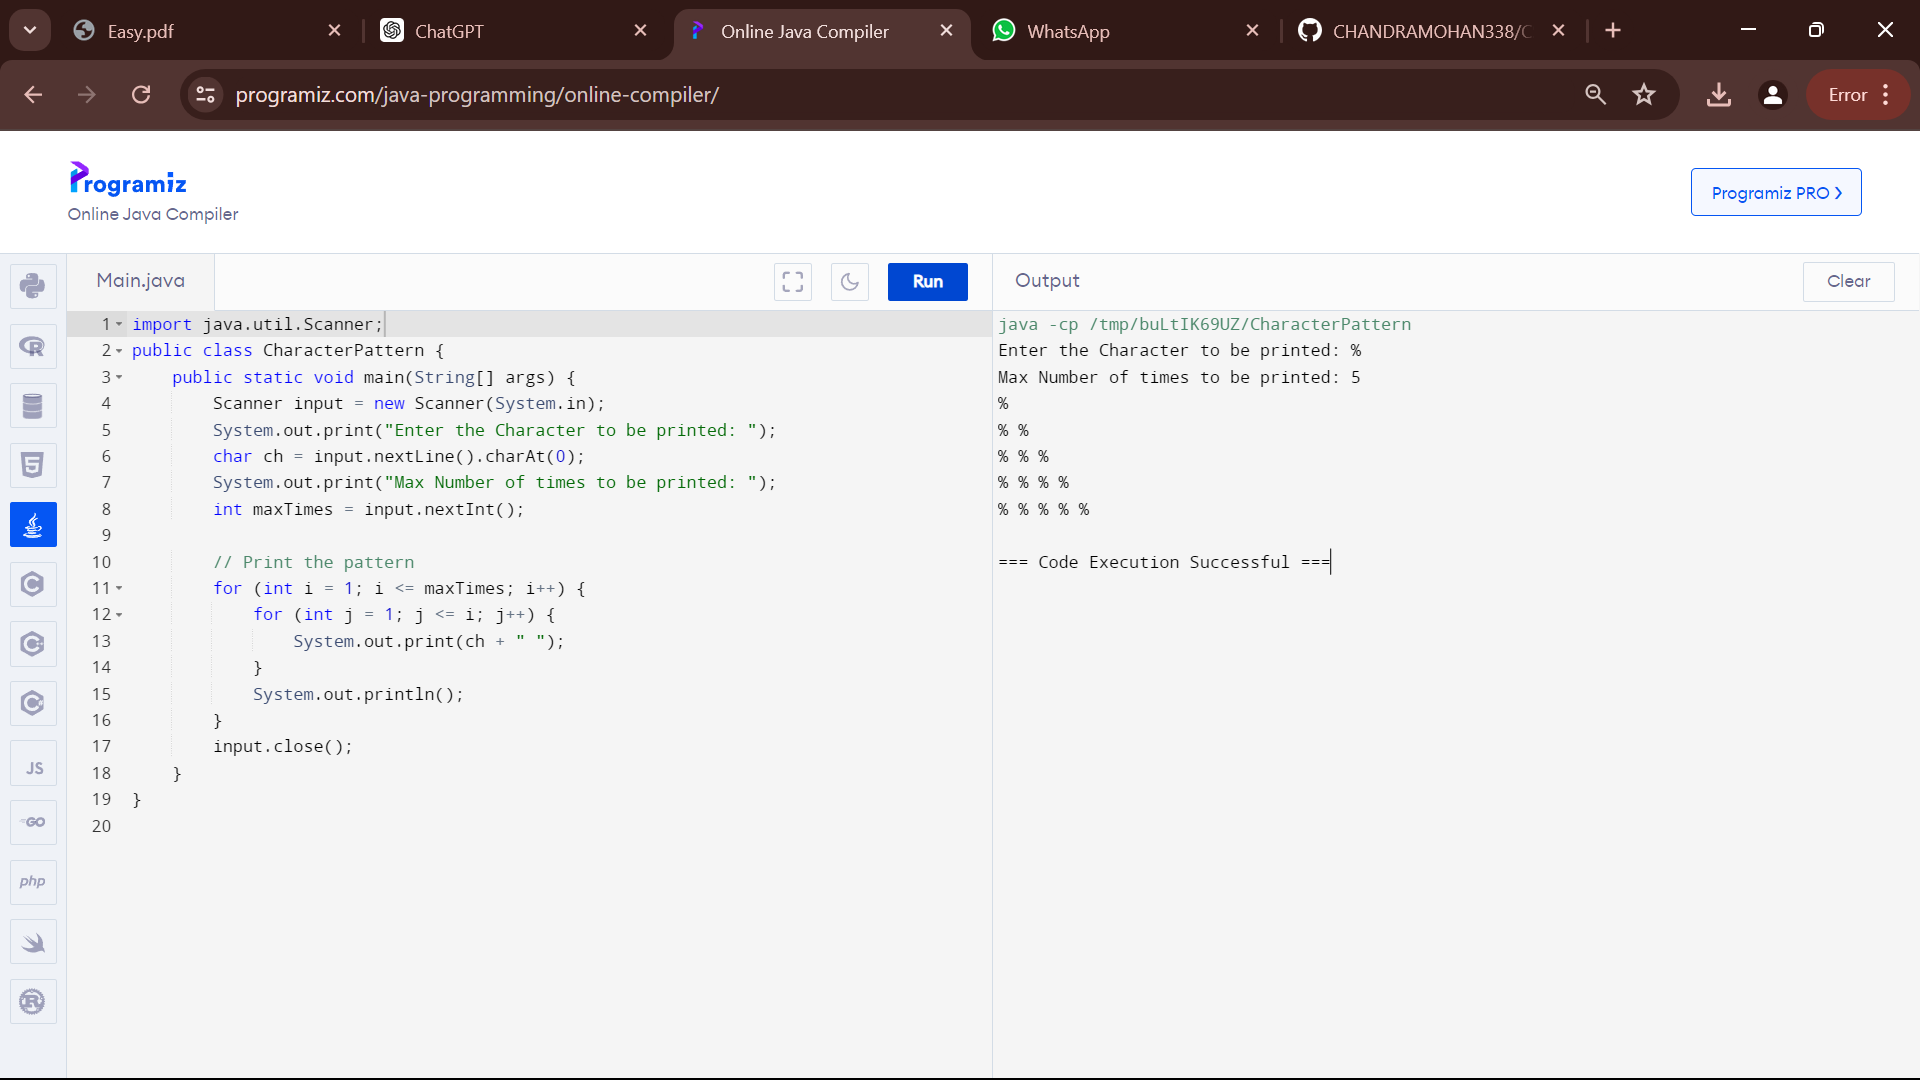 Easy.pdf
ChatGPT
Online Java Compiler
WhatsApp
CHANDRAMOHAN338/C
programiz.com/java-programming/online-compiler/
Error
Programiz
Online Java Compiler
Programiz PRO
Main.java
Run
Output
Clear
1 import java.util.Scanner;
2 public class CharacterPattern {
3     public static void main(String[] args) {
4         Scanner input = new Scanner(System.in);
5         System.out.print("Enter the Character to be printed: ");
6         char ch = input.nextLine().charAt(0);
7         System.out.print("Max Number of times to be printed: ");
8         int maxTimes = input.nextInt();
9
10         // Print the pattern
11         for (int i = 1; i <= maxTimes; i++) {
12             for (int j = 1; j <= i; j++) {
13                 System.out.print(ch + " ");
14             }
15             System.out.println();
16         }
17         input.close();
18     }
19 }
20
java -cp /tmp/buLtIK69UZ/CharacterPattern
Enter the Character to be printed: %
Max Number of times to be printed: 5
%
% %
% % %
% % % %
% % % % %
=== Code Execution Successful ===
R
5
C
C
C
JS
GO
php
R